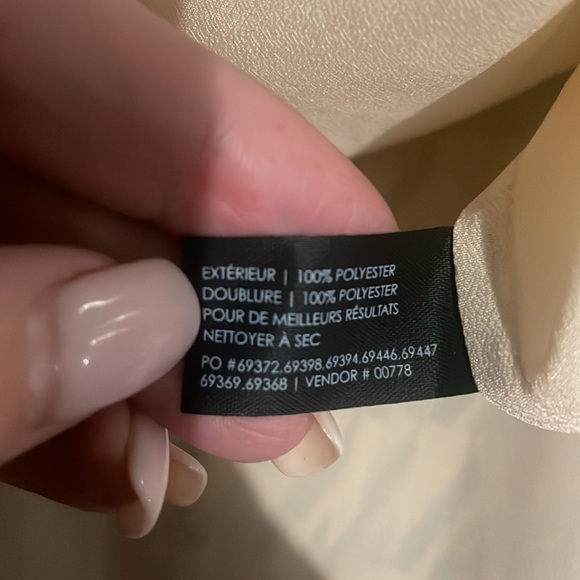 EXTÉRIEUR | 100% POLYESTER
DOUBLURE | 100% POLYESTER
POUR DE MEILLEURS RÉSULTATS
NETTOYER À SEC
PO #69372.69398.69394.69446.69447
69369.69368 | VENDOR # 00778